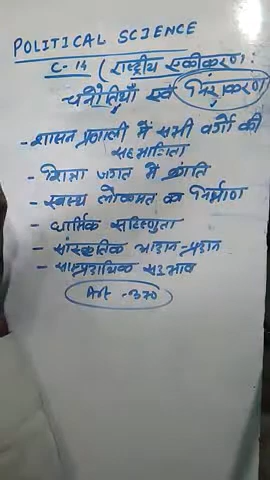 POLITICAL SCIENCE
C-14 (राष्ट्रीय एकीकरण :
चुनौतियाँ एवं निराकरण
- शासन प्रणाली में सभी वर्गों की
सहभागिता
- शिक्षा जगत में क्रांति
- स्वस्थ लोकमत का निर्माण
- धार्मिक सहिष्णुता
- सांस्कृतिक आदान-प्रदान
- साम्प्रदायिक सद्भाव
Art -370